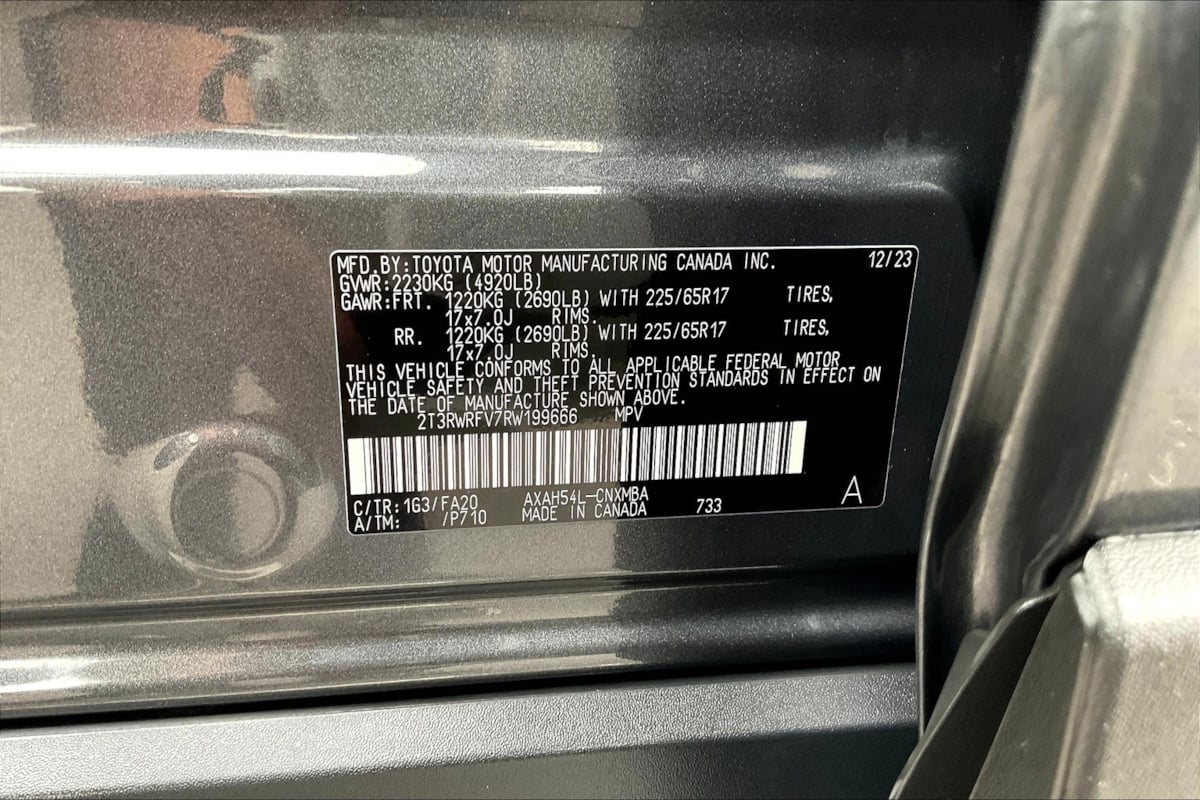 MFD.BY:TOYOTA MOTOR MANUFACTURING CANADA INC. 12/23
GVWR:2230KG (4920LB)
GAWR:FRT. 1220KG (2690LB) WITH 225/65R17 TIRES,
17x7.0J RIMS.
RR. 1220KG (2690LB) WITH 225/65R17 TIRES,
17x7.0J RIMS.
THIS VEHICLE CONFORMS TO ALL APPLICABLE FEDERAL MOTOR
VEHICLE SAFETY AND THEFT PREVENTION STANDARDS IN EFFECT ON
THE DATE OF MANUFACTURE SHOWN ABOVE.
2T3RWRFV7RW199666 MPV
C/TR:1G3/FA20 AXAH54L-CNXMBA 733 A
A/TM: /P710 MADE IN CANADA